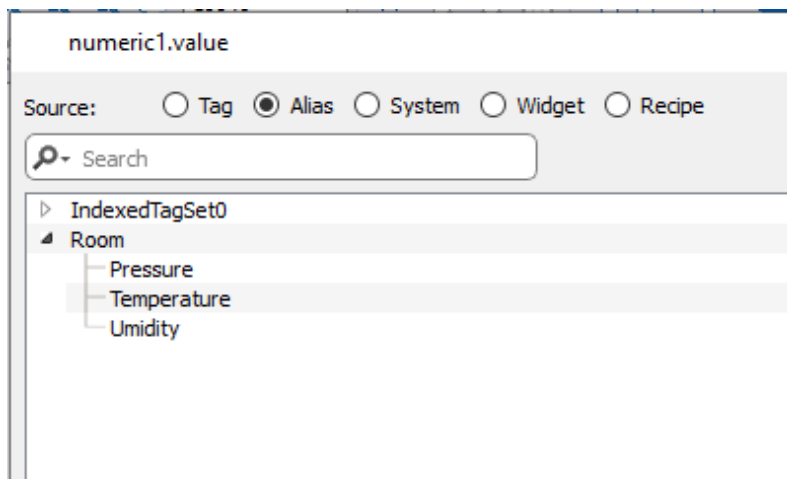 numeric1.value
Source: Tag Alias System Widget Recipe
Search
IndexedTagSet0
Room
Pressure
Temperature
Umidity